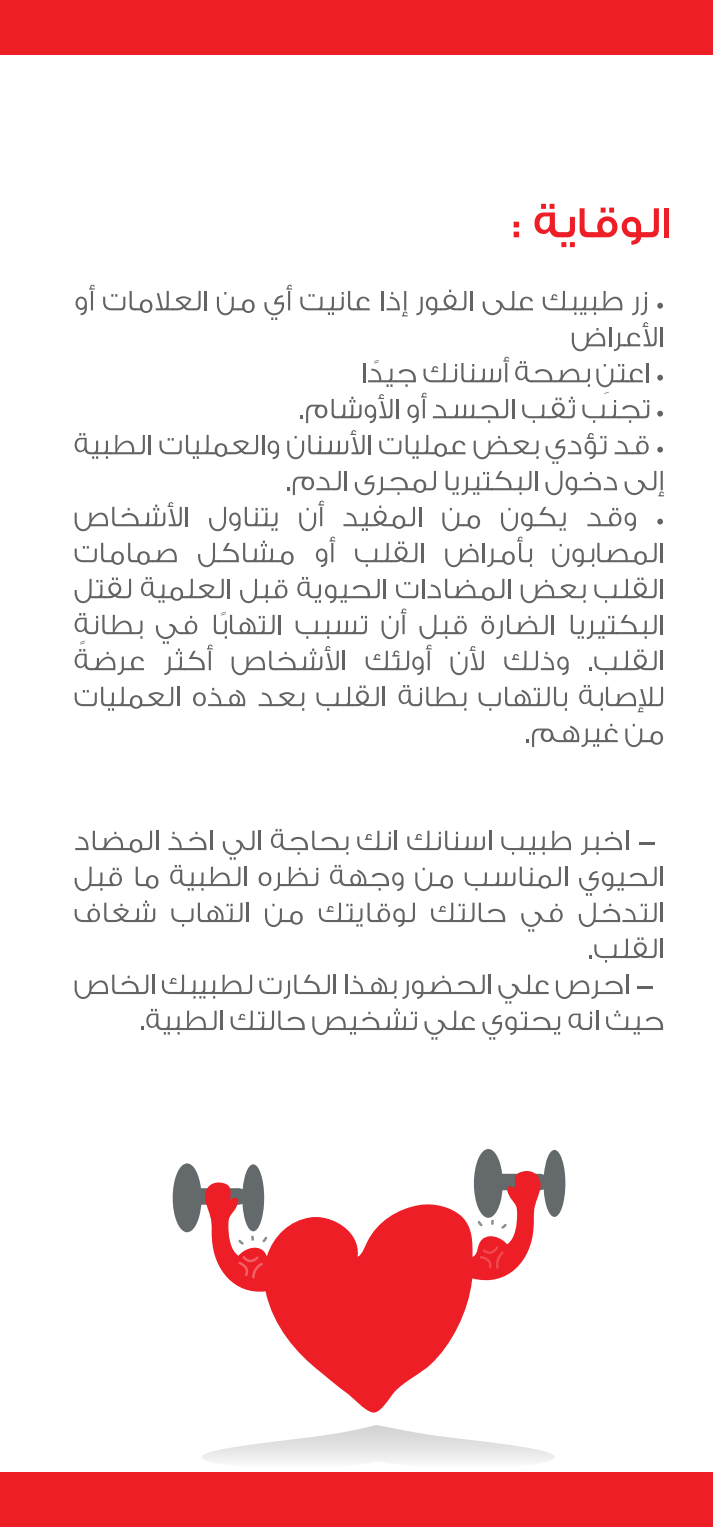 الوقاية :
• زر طبيبك على الفور إذا عانيت أي من العلامات أو
الأعراض
• اعتنِ بصحة أسنانك جيدًا
• تجنَب ثقب الجسد أو الأوشام.
• قد تؤدي بعض عمليات الأسنان والعمليات الطبية
إلى دخول البكتيريا لمجرى الدم.
• وقد يكون من المفيد أن يتناول الأشخاص
المصابون بأمراض القلب أو مشاكل صمامات
القلب بعض المضادات الحيوية قبل العلمية لقتل
البكتيريا الضارة قبل أن تسبب التهابًا في بطانة
القلب. وذلك لأن أولئك الأشخاص أكثر عرضةً
للإصابة بالتهاب بطانة القلب بعد هذه العمليات
من غيرهم.
– اخبر طبيب اسنانك انك بحاجة الي اخذ المضاد
الحيوي المناسب من وجهة نظره الطبية ما قبل
التدخل في حالتك لوقايتك من التهاب شغاف
القلب.
– احرص علي الحضور بهذا الكارت لطبيبك الخاص
حيث انه يحتوي علي تشخيص حالتك الطبية.